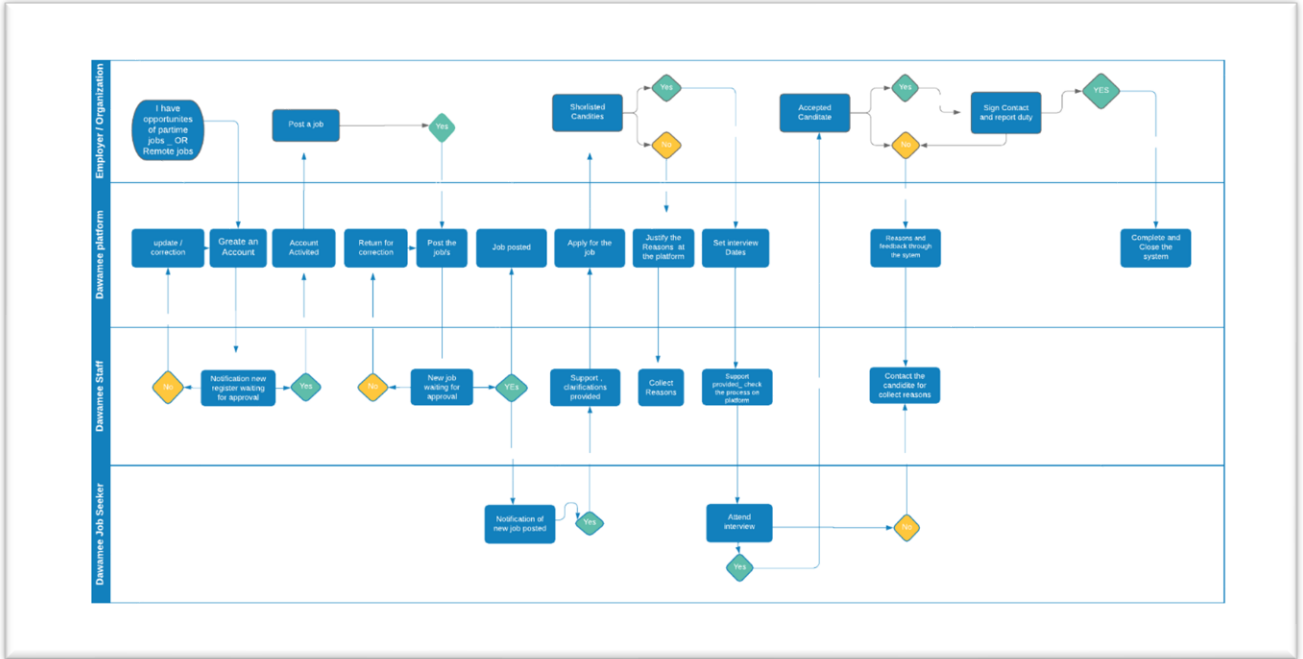 Employer / Organization
I have
opportunites
of partime
jobs _ OR
Remote jobs
Post a job
Yes
Shorlisted
Candities
Yes
No
Accepted
Canditate
Yes
No
Sign Contact
and report duty
YES
Dawamee platform
update /
correction
Greate an
Account
Account
Activited
Return for
correction
Post the
job/s
Job posted
Apply for the
job
Justify the
Reasons at
the platform
Set interview
Dates
Reasons and
feedback through
the sytem
Complete and
Close the
system
Dawamee Staff
No
Notification new
register waiting
for approval
Yes
No
New job
waiting for
approval
YEs
Support ,
clarifications
provided
Collect
Reasons
Support
provided_ check
the process on
platform
Contact the
candidite for
collect reasons
Dawamee Job Seeker
Notification of
new job posted
Yes
Attend
interview
Yes
No